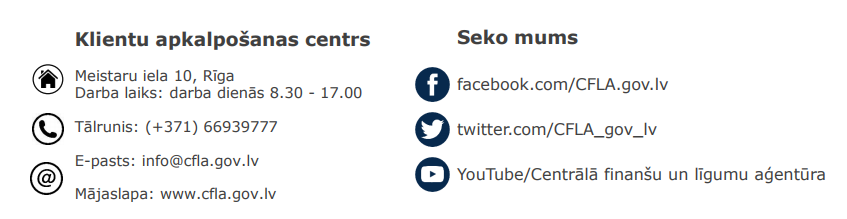 Klientu apkalpošanas centrs
Meistaru iela 10, Rīga
Darba laiks: darba dienās 8.30 - 17.00
Tālrunis: (+371) 66939777
E-pasts: info@cfla.gov.lv
Mājaslapa: www.cfla.gov.lv
Seko mums
facebook.com/CFLA.gov.lv
twitter.com/CFLA_gov_lv
YouTube/Centrālā finanšu un līgumu aģentūra